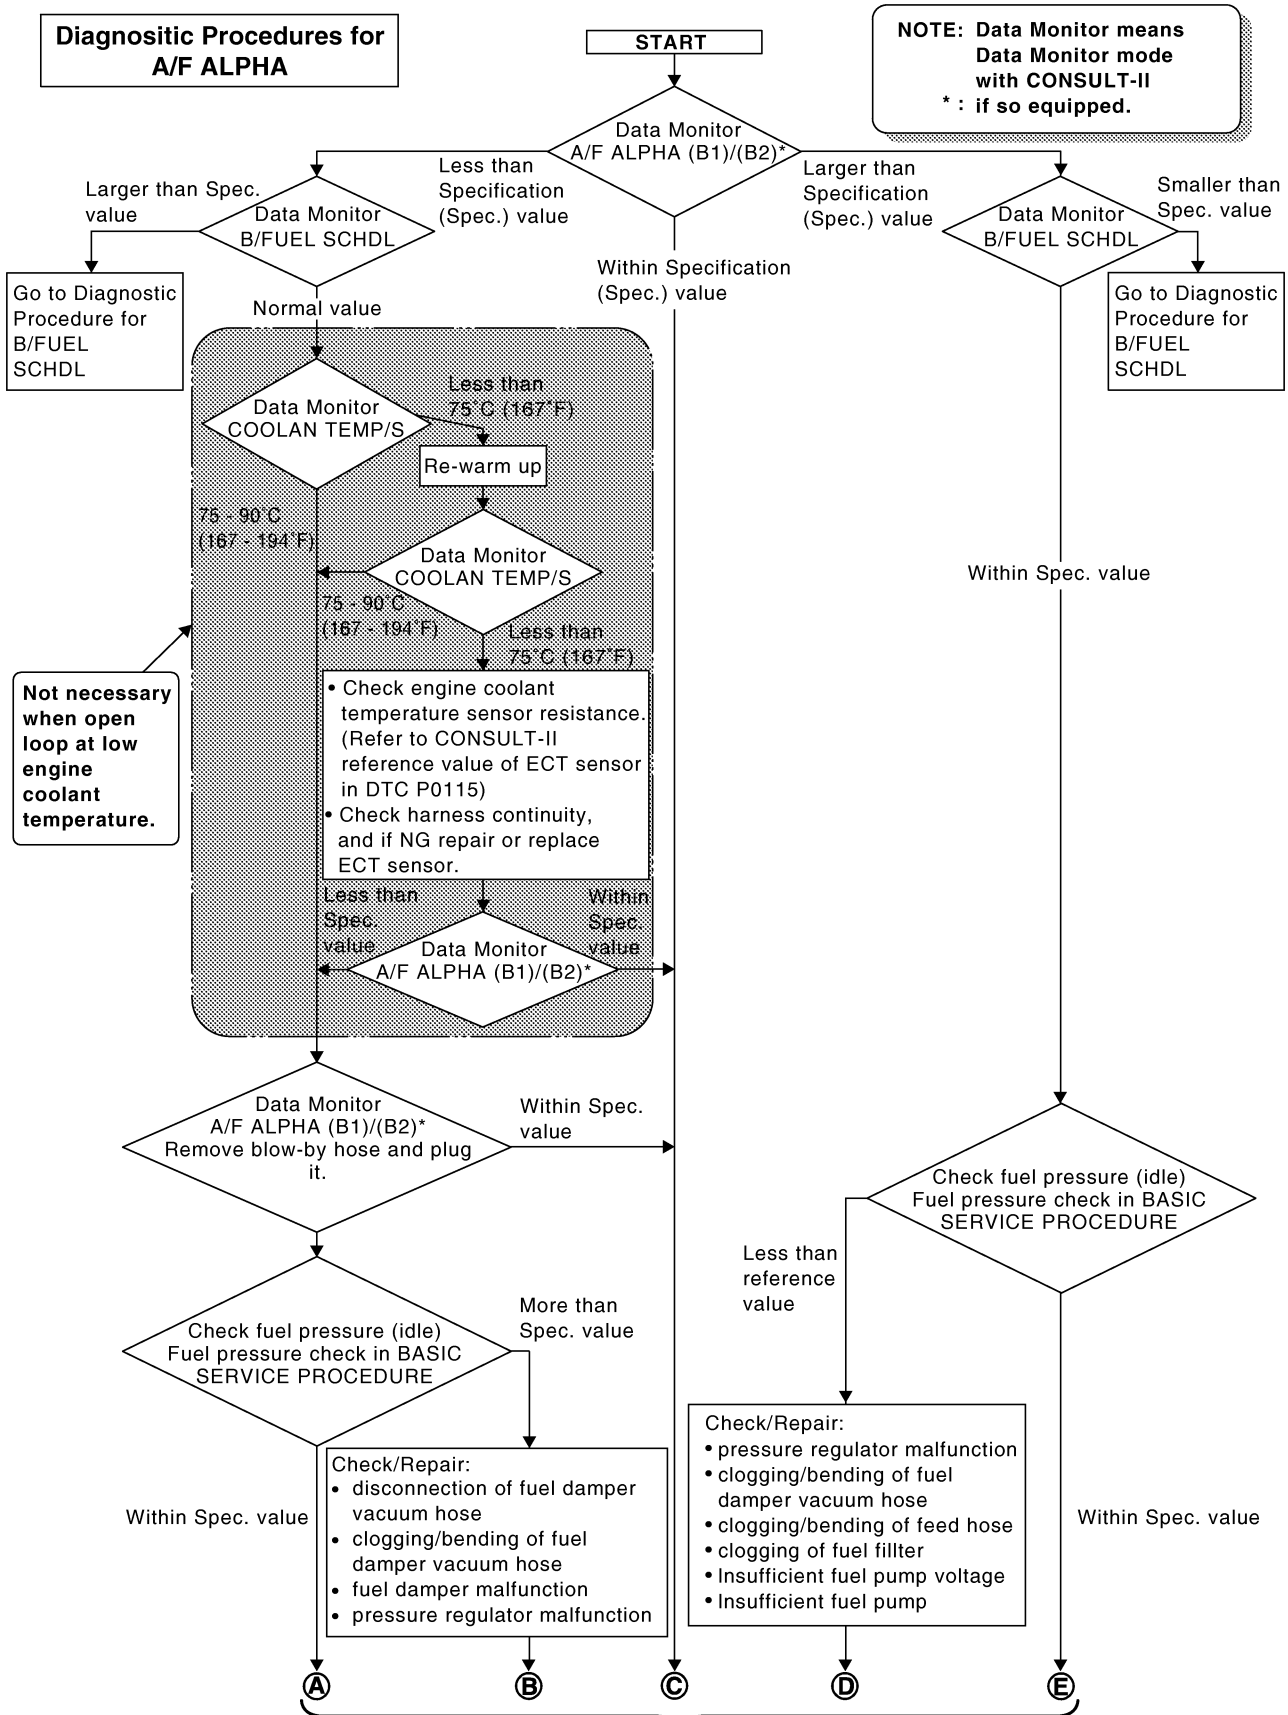 Diagnositic Procedures for
A/F ALPHA
START
NOTE: Data Monitor means
Data Monitor mode
with CONSULT-II
* : if so equipped.
Data Monitor
A/F ALPHA (B1)/(B2)*
Less than
Specification
(Spec.) value
Larger than
Specification
(Spec.) value
Within Specification
(Spec.) value
Larger than Spec.
value
Data Monitor
B/FUEL SCHDL
Data Monitor
B/FUEL SCHDL
Smaller than
Spec. value
Go to Diagnostic
Procedure for
B/FUEL
SCHDL
Normal value
Go to Diagnostic
Procedure for
B/FUEL
SCHDL
Data Monitor
COOLAN TEMP/S
Less than
75˚C (167˚F)
Re-warm up
75 - 90˚C
(167 - 194˚F)
Data Monitor
COOLAN TEMP/S
75 - 90˚C
(167 - 194˚F)
Less than
75˚C (167˚F)
Within Spec. value
Not necessary
when open
loop at low
engine
coolant
temperature.
• Check engine coolant
temperature sensor resistance.
(Refer to CONSULT-II
reference value of ECT sensor
in DTC P0115)
• Check harness continuity,
and if NG repair or replace
ECT sensor.
Less than
Spec.
value
Within
Spec.
value
Data Monitor
A/F ALPHA (B1)/(B2)*
Data Monitor
A/F ALPHA (B1)/(B2)*
Remove blow-by hose and plug
it.
Within Spec.
value
Check fuel pressure (idle)
Fuel pressure check in BASIC
SERVICE PROCEDURE
Less than
reference
value
Check fuel pressure (idle)
Fuel pressure check in BASIC
SERVICE PROCEDURE
More than
Spec. value
Within Spec. value
Check/Repair:
• disconnection of fuel damper
vacuum hose
• clogging/bending of fuel
damper vacuum hose
• fuel damper malfunction
• pressure regulator malfunction
Check/Repair:
• pressure regulator malfunction
• clogging/bending of fuel
damper vacuum hose
• clogging/bending of feed hose
• clogging of fuel fillter
• Insufficient fuel pump voltage
• Insufficient fuel pump
Within Spec. value
A B C D E